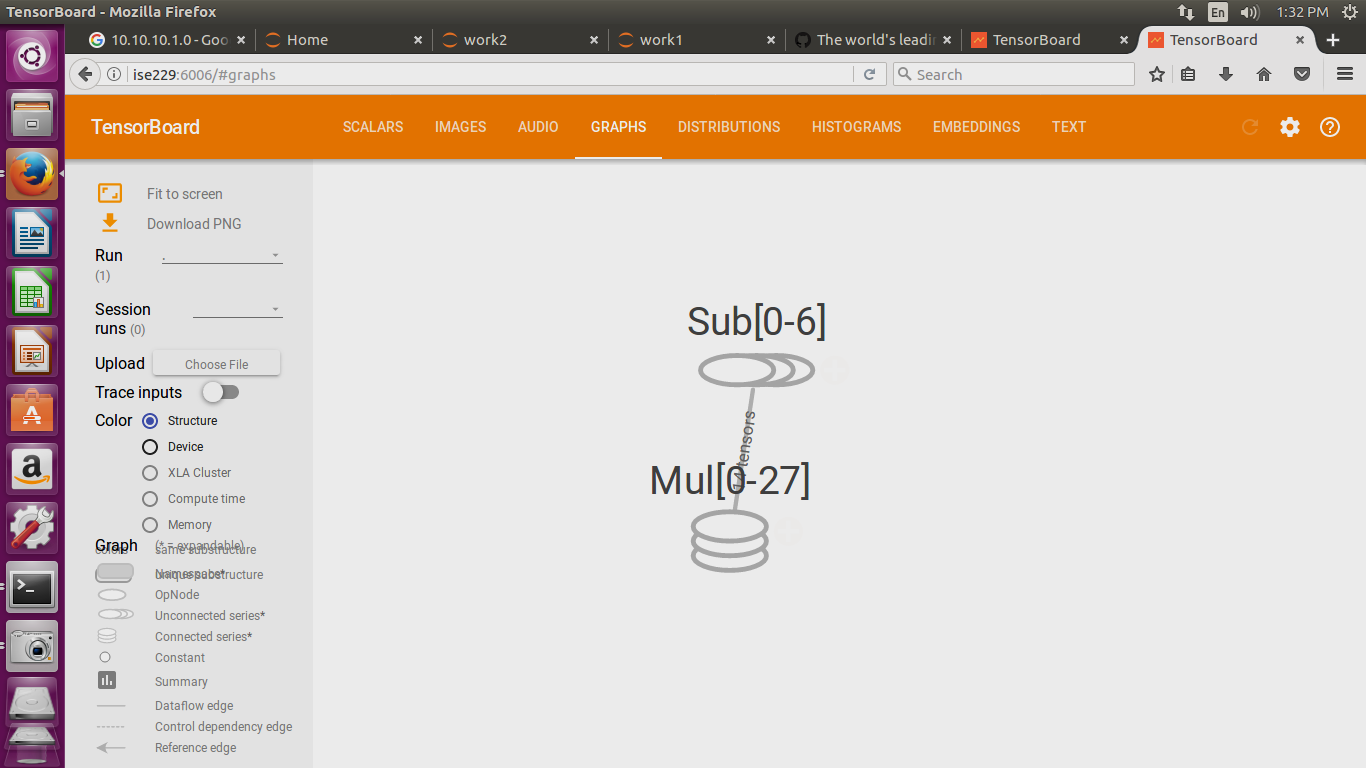 TensorBoard - Mozilla Firefox
En
1:32 PM
10.10.10.1.0 - Goo
Home
work2
work1
The world's leadi
TensorBoard
TensorBoard
ise229:6006/#graphs
Search
TensorBoard
SCALARS
IMAGES
AUDIO
GRAPHS
DISTRIBUTIONS
HISTOGRAMS
EMBEDDINGS
TEXT
Fit to screen
Download PNG
Run
(1)
.
Session
runs (0)
Upload
Choose File
Trace inputs
Color
Structure
Device
XLA Cluster
Compute time
Memory
Graph
(* = expandable)
colors
same substructure
Namespace*
unique substructure
OpNode
Unconnected series*
Connected series*
Constant
Summary
Dataflow edge
Control dependency edge
Reference edge
Sub[0-6]
14 tensors
Mul[0-27]